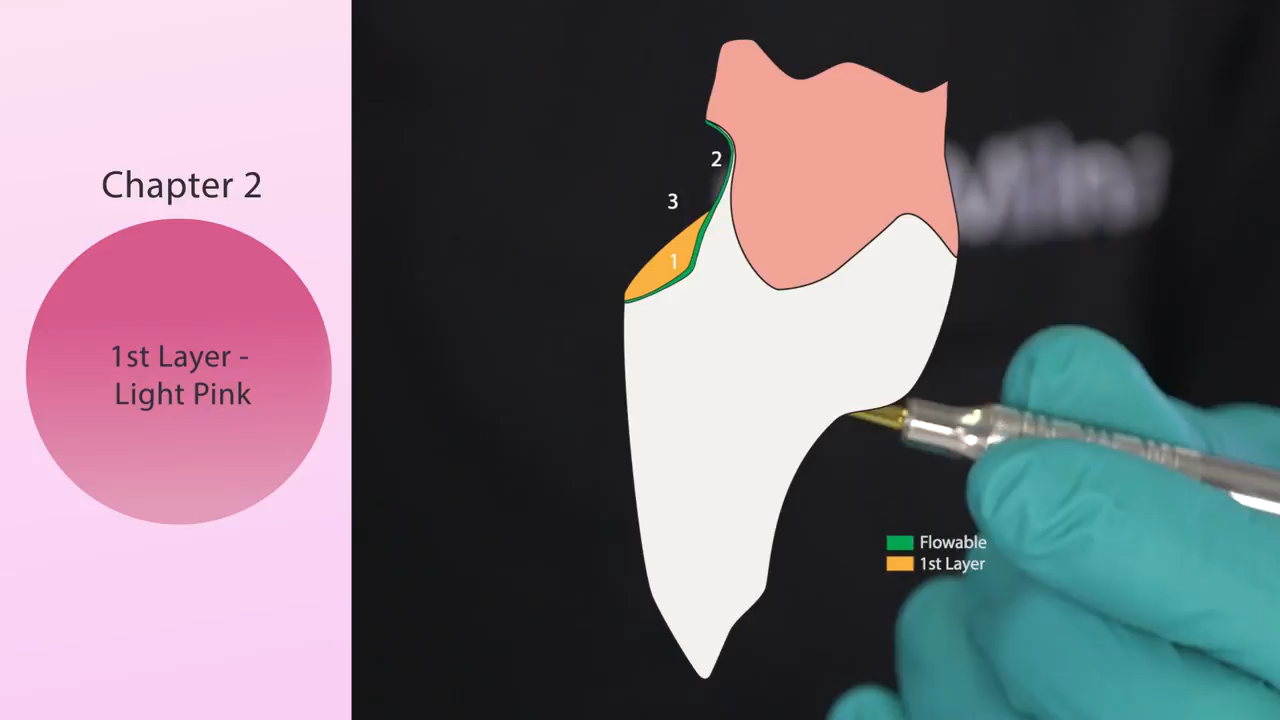 Chapter 2
1st Layer -
Light Pink
2
3
1
Flowable
1st Layer